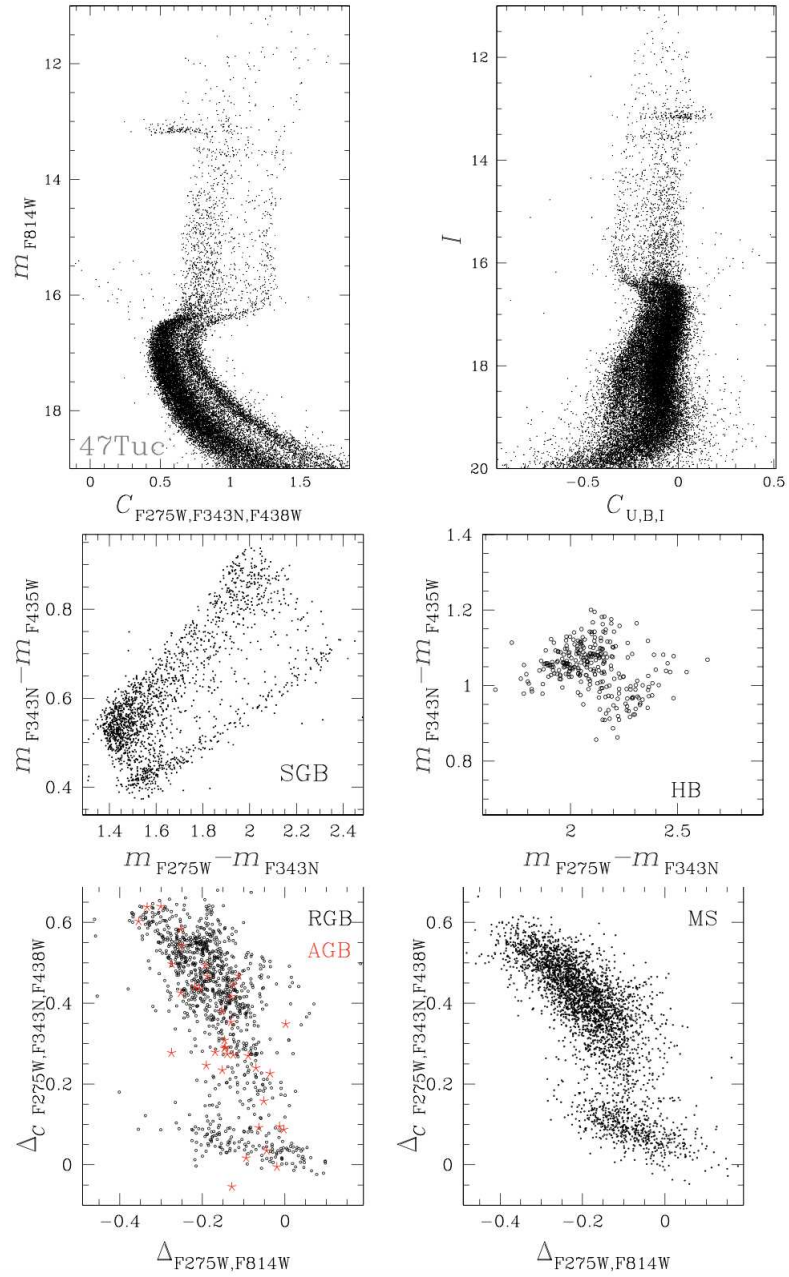 12
14
16
18
m F814W
47Tuc
0
0.5
1
1.5
C F275W,F343N,F438W
12
14
16
18
20
I
−0.5
0
0.5
C U,B,I
0.8
0.6
0.4
m F343N − m F435W
SGB
1.4
1.6
1.8
2
2.2
2.4
m F275W − m F343N
1.4
1.2
1
0.8
m F343N − m F435W
HB
2
2.5
m F275W − m F343N
0.6
0.4
0.2
0
Δ C F275W,F343N,F438W
RGB
AGB
−0.4
−0.2
0
Δ F275W,F814W
0.6
0.4
0.2
0
Δ C F275W,F343N,F438W
MS
−0.4
−0.2
0
Δ F275W,F814W